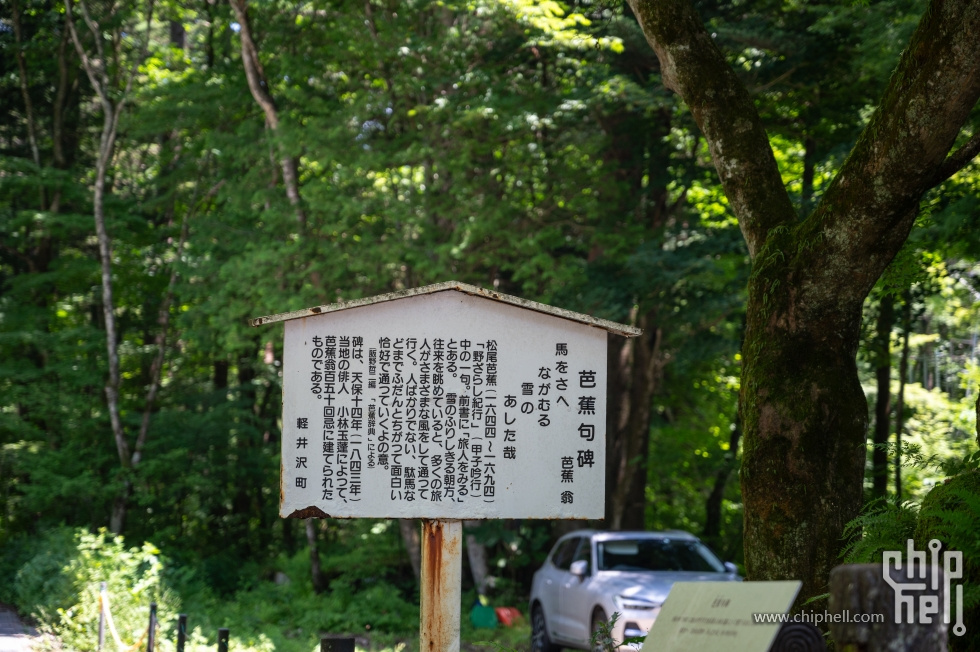 芭蕉句碑
芭蕉翁
馬をさへ
ながむる
雪の
あした哉
松尾芭蕉(一六四四～一六九四)
「野ざらし紀行」(甲子吟行)
中の一句。前書に「旅人をみる」
とある。 雪のふりしきる朝方、
往来を眺めていると、多くの旅
人がさまざまな風をして通って
行く。人ばかりでない、駄馬な
どまでふだんとちがって面白い
恰好で通っていくよの意。
飯野哲二編 「芭蕉辞典」による)
碑は、天保十四年(一八四三年)
当地の俳人 小林玉蓬によって、
芭蕉翁百五十回忌に建てられた
ものである。
軽井沢町
www.chiphell.com
chip
hell